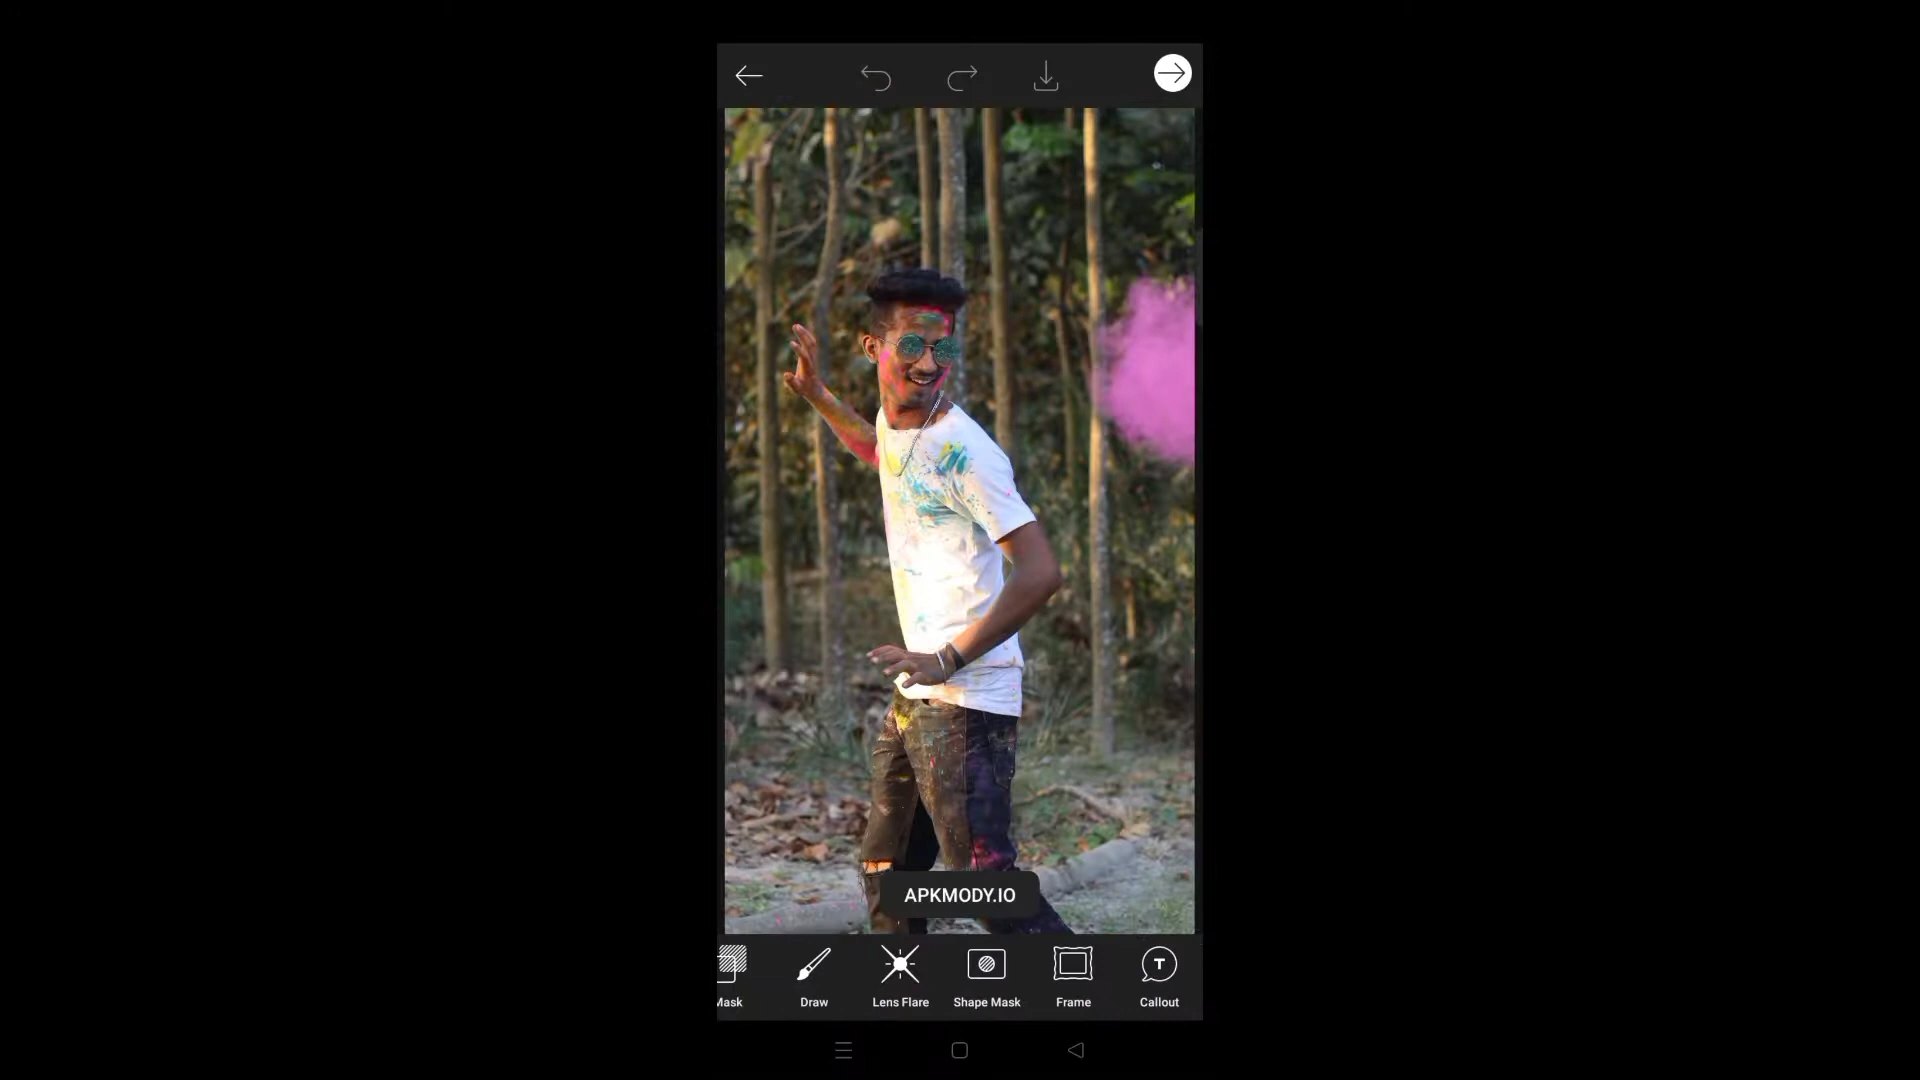 APKMODY.IO
Mask
Draw
Lens Flare
Shape Mask
Frame
Callout
T